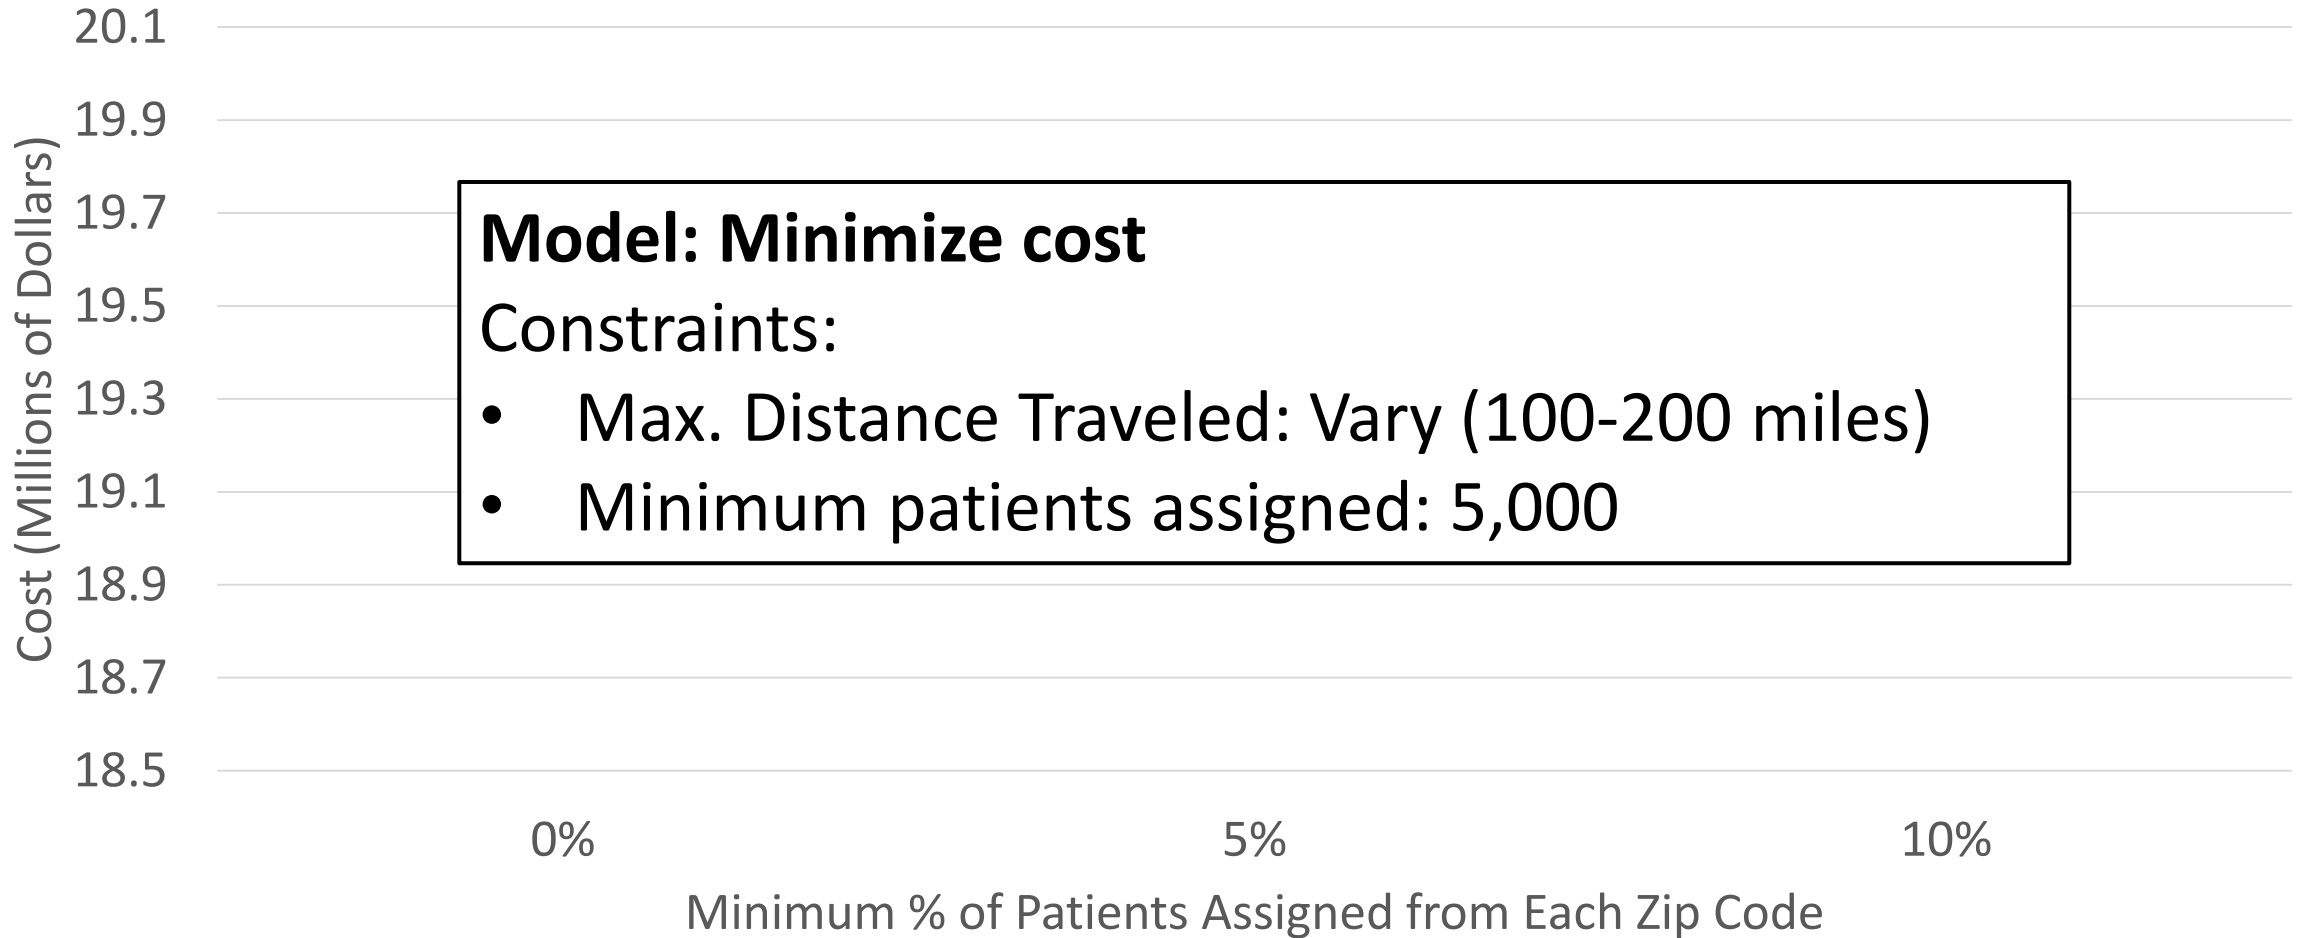 20.1
19.9
19.7
19.5
19.3
19.1
18.9
18.7
18.5
Cost (Millions of Dollars)
Model: Minimize cost
Constraints:
• Max. Distance Traveled: Vary (100-200 miles)
• Minimum patients assigned: 5,000
0% 5% 10%
Minimum % of Patients Assigned from Each Zip Code